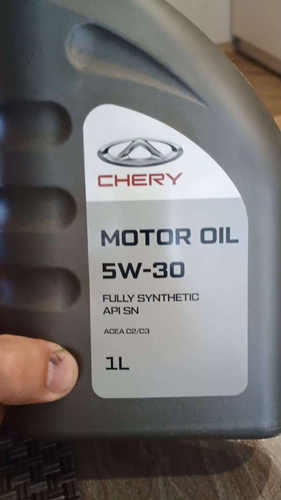 CHERY
MOTOR OIL
5W-30
FULLY SYNTHETIC
API SN
ACEA C2/C3
1L